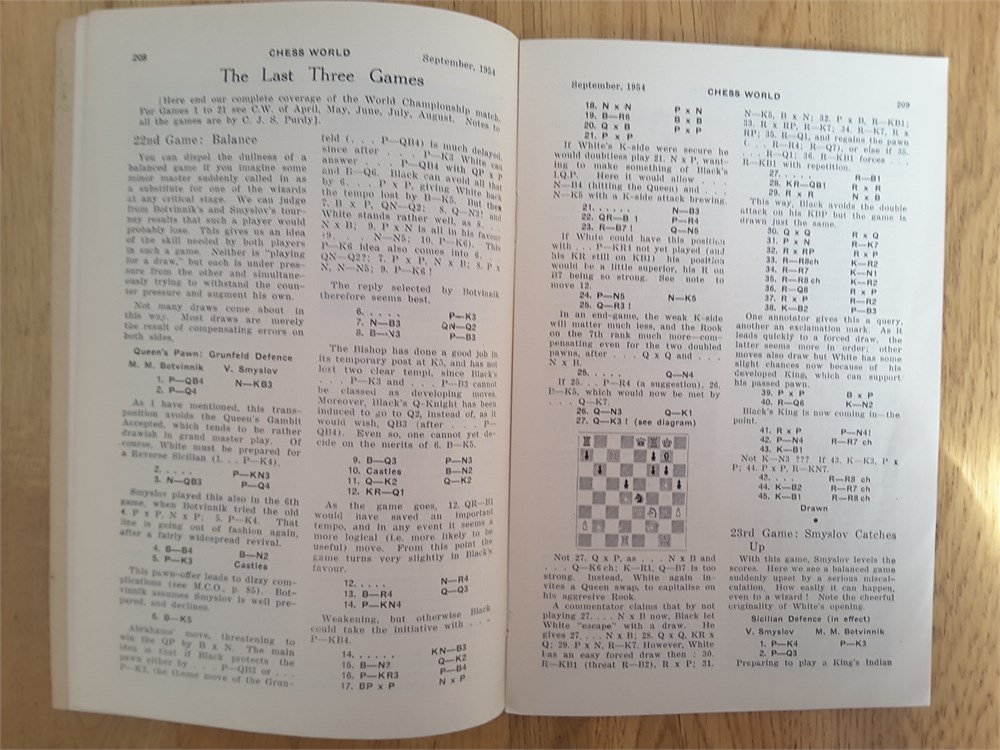 208
CHESS WORLD
September, 1954
The Last Three Games
[Here end our complete coverage of the World Championship match.
For Games 1 to 21 see C.W. of April, May, June, July, August. Notes to
all the games are by C. J. S. Purdy].
22nd Game: Balance
You can dispel the dullness of a
balanced game if you imagine some
minor master suddenly called in as
a substitute for one of the wizards
at any critical stage. We can judge
from Botvinnik's and Smyslov's tour-
ney results that such a player would
probably lose. This gives us an idea
of the skill needed by both players
in such a game. Neither is "playing
for a draw," but each is under pres-
sure from the other and simultane-
ously trying to withstand the coun-
ter pressure and augment his own.
Not many draws come about in
this way. Most draws are merely
the result of compensating errors on
both sides.
Queen's Pawn: Grunfeld Defence
M. M. Botvinnik V. Smyslov
1. P—QB4 N—KB3
2. P—Q4
As I have mentioned, this trans-
position avoids the Queen's Gambit
Accepted, which tends to be rather
drawish in grand master play. Of
course, White must be prepared for
a Reverse Sicilian (1. . . P—K4).
2. . . . . P—KN3
3. N—QB3 P—Q4
Smyslov played this also in the 6th
game, when Botvinnik tried the old
4. P x P, N x P; 5. P—K4. That
line is going out of fashion again,
after a fairly widespread revival.
4. B—B4 B—N2
5. P—K3 Castles
This pawn-offer leads to dizzy com-
plications (see M.C.O., p. 85). Bot-
vinnik assumes Smyslov is well pre-
pared, and declines.
6. B—K5
Abrahams' move, threatening to
win the QP by B x N. The main
idea is that if Black protects the
pawn either by . . . P—QB3 or . . .
P—K3, the theme move of the Grun-
feld (. . . P—QB4) is much delayed,
since after . . . P—K3 White can
answer . . . P—QB4 with QP x P
and B—Q6. Black can avoid all that
by 6. . . . P x P, giving White back
the tempo lost by B—K5. But then
7. B x P, QN—Q2; 8. Q—N3! and
White stands rather well, as 8. . . .
N x B; 9. P x N is all in his favour
(9. . . . N—N5; 10. P—K6). This
P—K6 idea also comes into 6. . .
QN—Q2?; 7. P x P, N x B; 8. P x
N, N—N5; 9. P—K6!
The reply selected by Botvinnik
therefore seems best.
6. . . . . P—K3
7. N—B3 QN—Q2
8. B—N3 P—B3
The Bishop has done a good job in
its temporary post at K5, and has not
lost two clear tempi, since Black's
. . . P—K3 and . . . P—B3 cannot
be classed as developing moves.
Moreover, Black's Q-Knight has been
induced to go to Q2, instead of, as it
would wish, QB3 (after . . . P—
QB4). Even so, one cannot yet de-
cide on the merits of 6. B—K5.
9. B—Q3 P—N3
10. Castles B—N2
11. Q—K2 Q—K2
12. KR—Q1
As the game goes, 12. QR—B1
would have saved an important
tempo, and in any event it seems a
more logical (i.e. more likely to be
useful) move. From this point the
game turns very slightly in Black's
favour.
12. . . . . N—R4
13. B—R4 Q—Q3
14. P—KN4
Weakening, but otherwise Black
could take the initiative with . . .
P—KB4.
14. . . . . KN—B3
15. B—N3 Q—K2
16. P—KR3 P—B4
17. BP x P N x P
September, 1954
CHESS WORLD
209
18. N x N P x N
19. B—R6 B x B
20. Q x B P x P
21. P x P
If White's K-side were secure he
would doubtless play 21. N x P, want-
ing to make something of Black's
I.Q.P. Here it would allow . . .
N—B4 (hitting the Queen) and . . .
N—K5 with a K-side attack brewing.
21. . . . . N—B3
22. QR—B1 P—R4
23. R—B7! Q—N5
If White could have this position
with . . . P—KR1 not yet played (and
his KR still on KB1) his position
would be a little superior, his R on
B7 being so strong. See note to
move 12.
24. P—N5 N—K5
25. Q—R3!
In an end-game, the weak K-side
will matter much less, and the Rook
on the 7th rank much more—com-
pensating even for the two doubled
pawns, after . . . Q x Q and . . .
N x B.
25. . . . . Q—N4
If 25. . . P—R4 (a suggestion), 26.
P—K5, which would now be met by
. . . Q—K7.
26. Q—N3 Q—K1
27. Q—K3! (see diagram)
Not 27. Q x P, as . . . N x B and
. . . Q—K6 ch; K—R1, Q—B7 is too
strong. Instead, White again in-
vites a Queen swap, to capitalise on
his aggresive Rook.
A commentator claims that by not
playing 27. . . N x B now, Black let
White "escape" with a draw. He
gives 27. . . N x B; 28. Q x Q, KR x
Q; 29. P x N, R—K7. However, White
has an easy forced draw then: 30.
R—KB1 (threat R—B2), R x P; 31.
N—K5, B x N; 32. P x B, R—KB1;
33. R x RP, R—K7; 34. R—K7, R x
RP; 35. R—Q1, and regains the pawn
(. . . R—R4; R—Q7), or else if 35.
. . . R—Q1; 36. R—KB1 forces . . .
R—KB1 with repetition.
27. . . . . R—B1
28. KR—QB1 R x R
29. R x R N x B
This way, Black avoids the double
attack on his KBP but the game is
drawn just the same.
30. Q x Q R x Q
31. P x N R—K7
32. R x RP R x P
33. R—R8ch K—R2
34. R—R7 K—N1
35. R—R8 ch K—R2
36. R—Q8 R x P
37. R x P R—R2
38. K—B2 P—B3
One annotator gives this a query,
another an exclamation mark. As it
leads quickly to a forced draw, the
latter seems more in order; other
moves also draw but White has some
slight chances now because of his
developed King, which can support
his passed pawn.
39. P x P B x P
40. R—Q6 K—N2
Black's King is now coming in—the
point.
41. R x P P—N4!
42. P—N4 R—R7 ch
43. K—B1
Not K—N3 ??? If 43. K—K3, P x
P; 44. P x P, R—KN7.
43. . . . R—R8 ch
44. K—B2 R—R7 ch
45. K—B1 R—R8 ch
Drawn
23rd Game: Smyslov Catches
Up
With this game, Smyslov levels the
scores. Here we see a balanced game
suddenly upset by a serious miscal-
culation. How easily it can happen,
even to a wizard! Note the cheerful
originality of White's opening.
Sicilian Defence (in effect)
V. Smyslov M. M. Botvinnik
1. P—K4 P—K3
2. P—Q3
Preparing to play a King's Indian